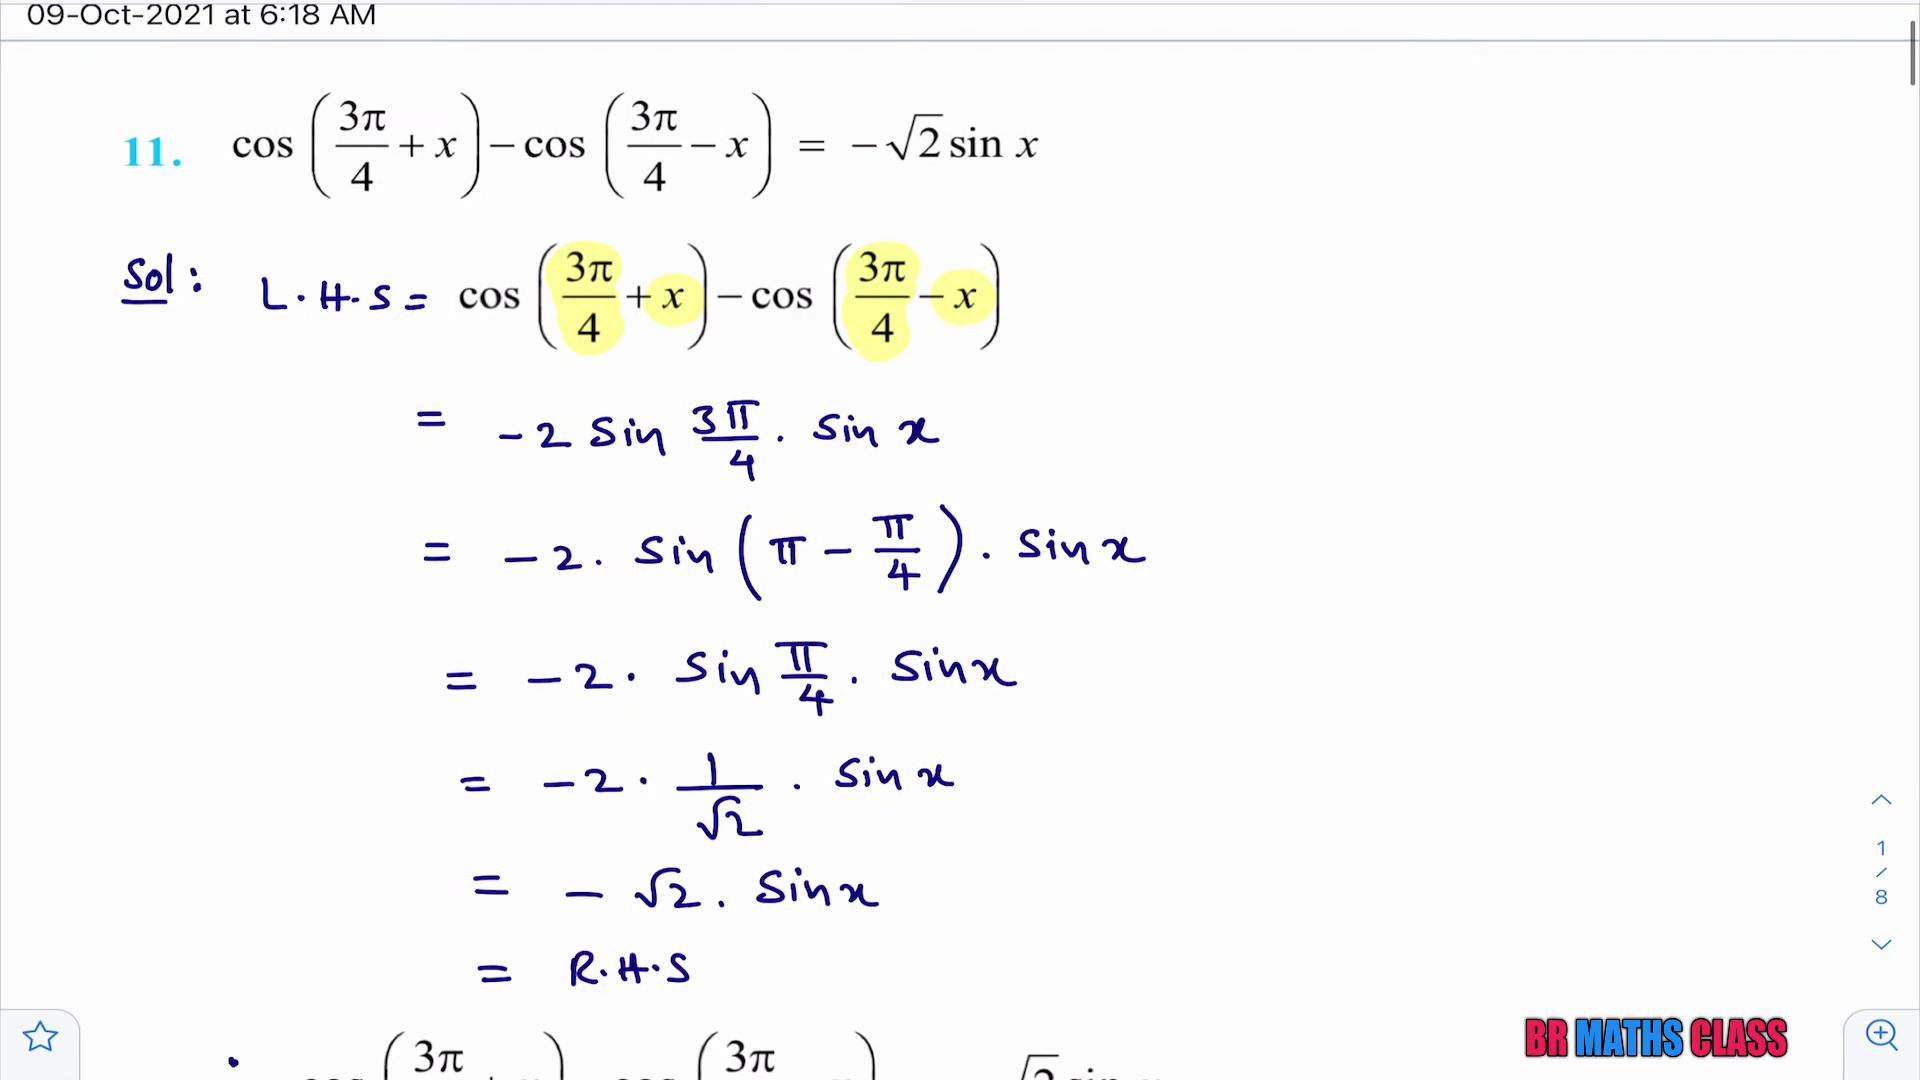 09-Oct-2021 at 6:18 AM
11. cos (3π/4 + x) − cos (3π/4 − x) = −√2 sin x
Sol: L.H.S = cos (3π/4 + x) − cos (3π/4 − x)
= -2 Sin 3π/4 . Sin x
= -2 . Sin (π - π/4) . Sin x
= -2 . Sin π/4 . Sin x
= -2 . 1/√2 . Sin x
= - √2 . Sin x
= R.H.S
1 / 8
BR MATHS CLASS
(3π (3π